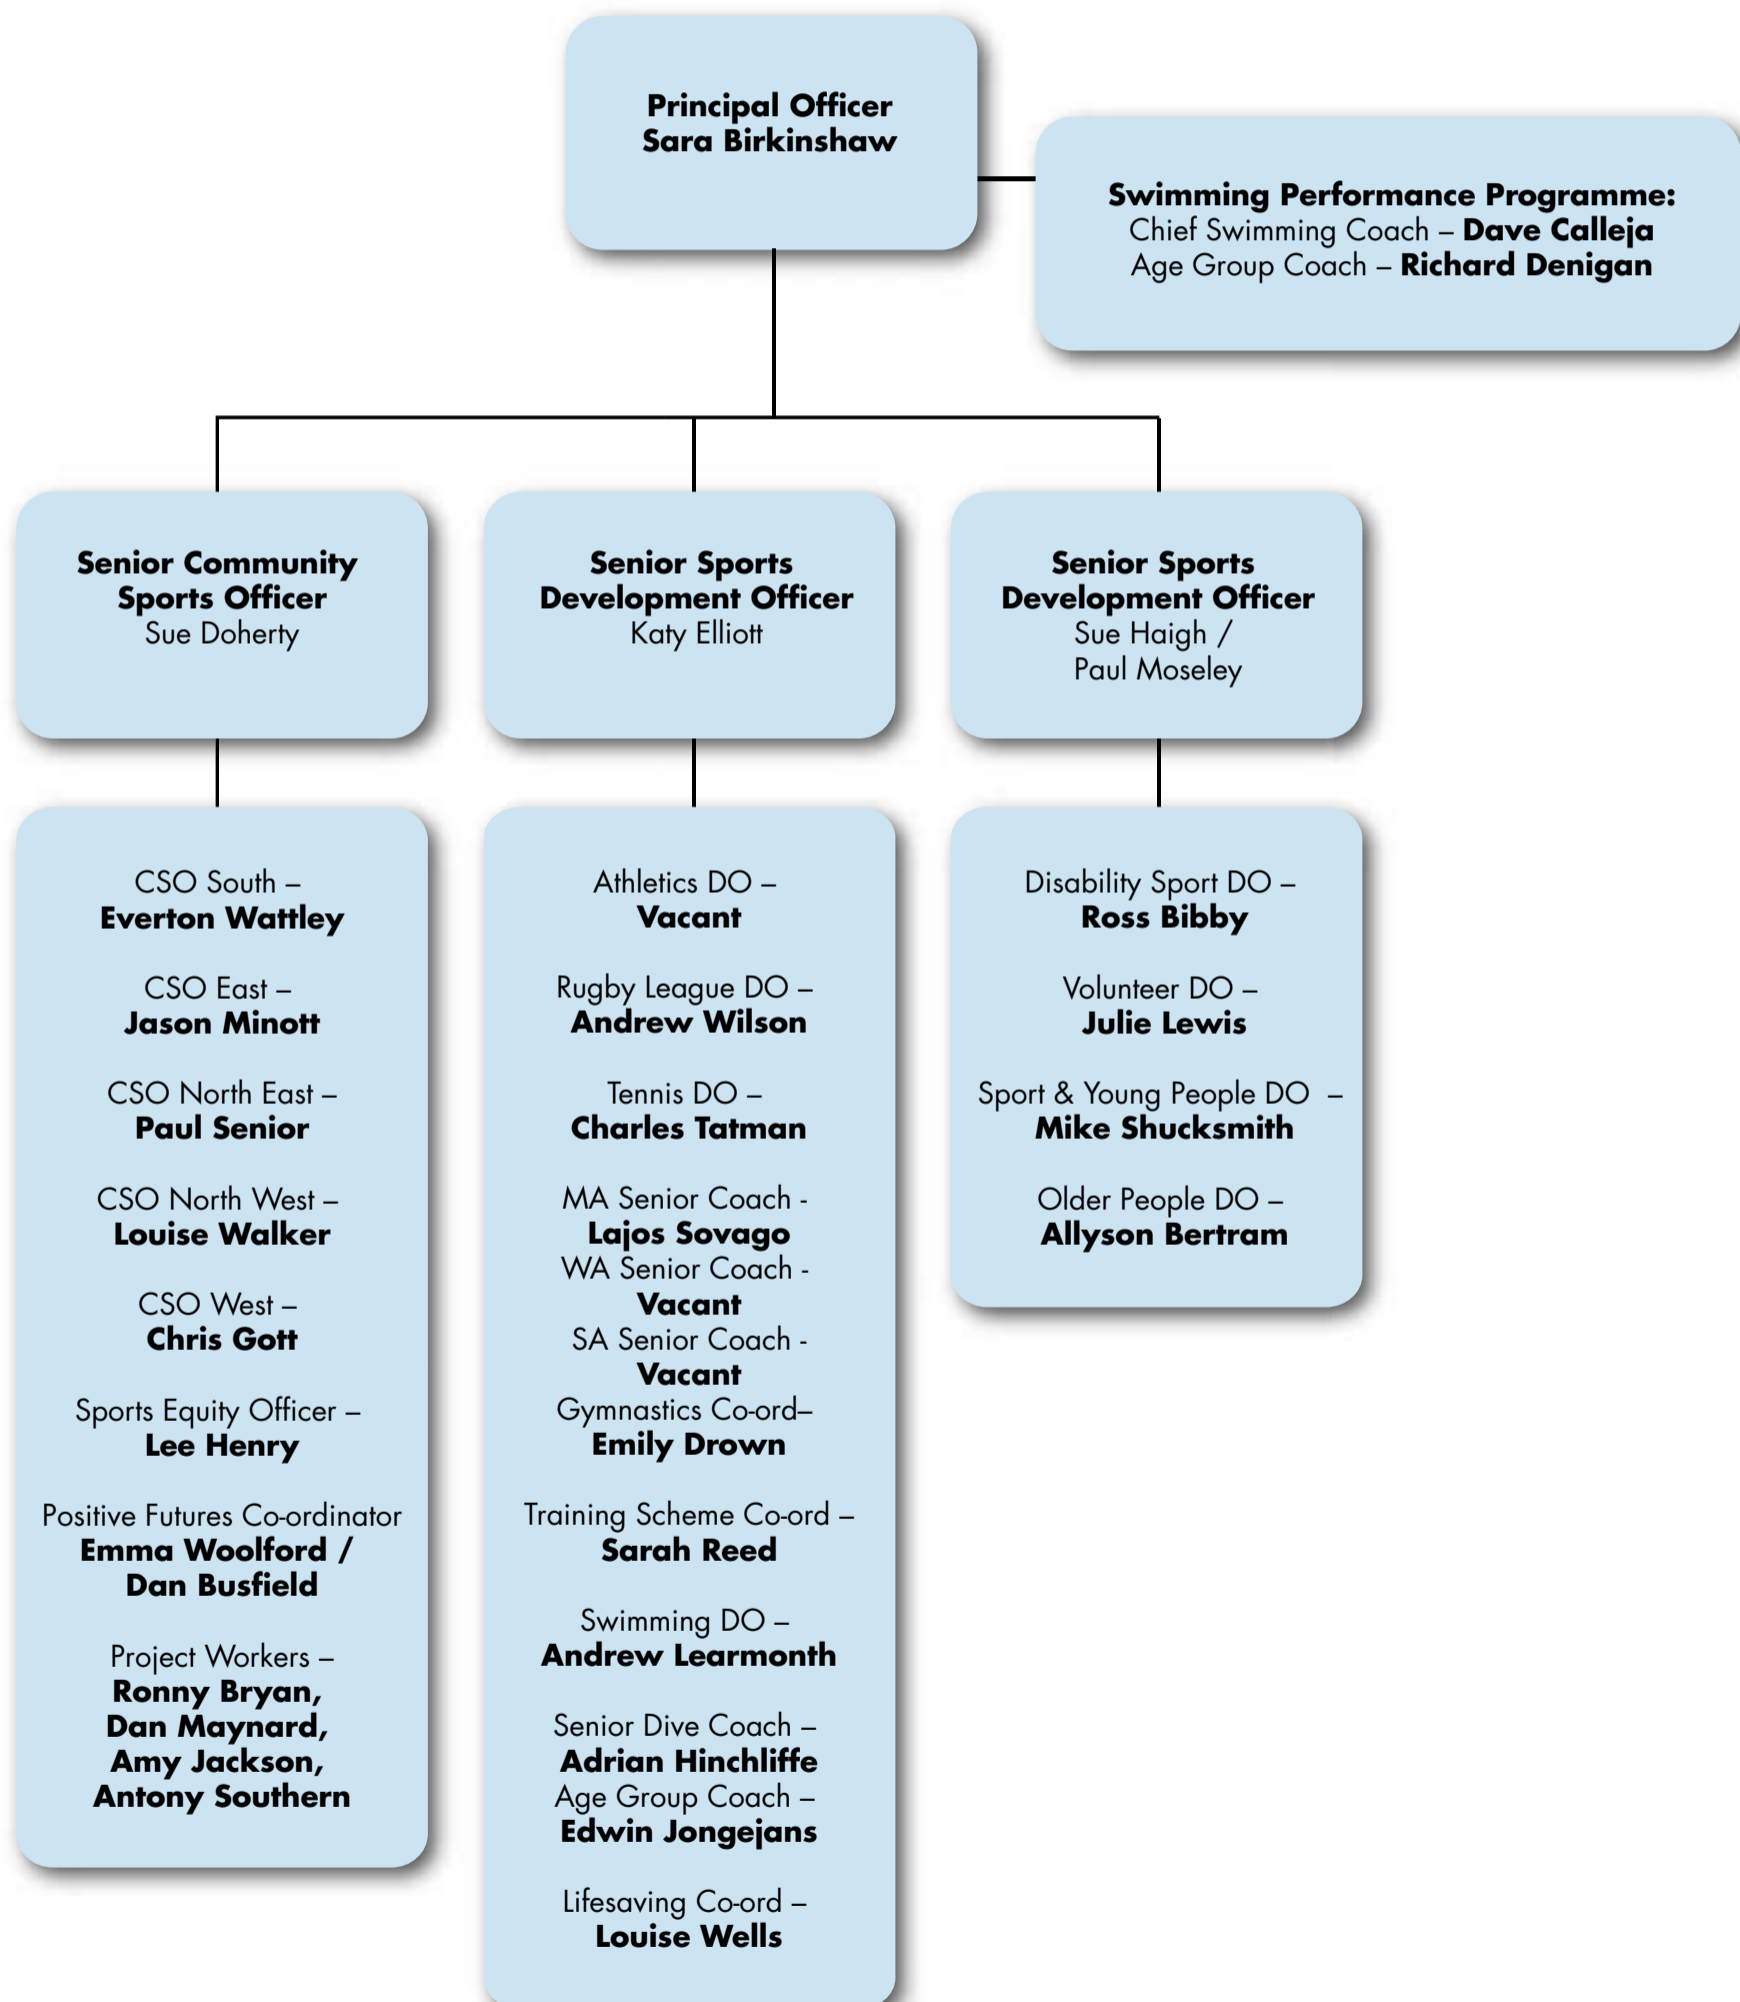 Principal Officer
Sara Birkinshaw
Swimming Performance Programme:
Chief Swimming Coach – Dave Calleja
Age Group Coach – Richard Denigan
Senior Community
Sports Officer
Sue Doherty
Senior Sports
Development Officer
Katy Elliott
Senior Sports
Development Officer
Sue Haigh /
Paul Moseley
CSO South –
Everton Wattley
CSO East –
Jason Minott
CSO North East –
Paul Senior
CSO North West –
Louise Walker
CSO West –
Chris Gott
Sports Equity Officer –
Lee Henry
Positive Futures Co-ordinator
Emma Woolford /
Dan Busfield
Project Workers –
Ronny Bryan,
Dan Maynard,
Amy Jackson,
Antony Southern
Athletics DO –
Vacant
Rugby League DO –
Andrew Wilson
Tennis DO –
Charles Tatman
MA Senior Coach -
Lajos Sovago
WA Senior Coach -
Vacant
SA Senior Coach -
Vacant
Gymnastics Co-ord–
Emily Drown
Training Scheme Co-ord –
Sarah Reed
Swimming DO –
Andrew Learmonth
Senior Dive Coach –
Adrian Hinchliffe
Age Group Coach –
Edwin Jongejans
Lifesaving Co-ord –
Louise Wells
Disability Sport DO –
Ross Bibby
Volunteer DO –
Julie Lewis
Sport & Young People DO –
Mike Shucksmith
Older People DO –
Allyson Bertram